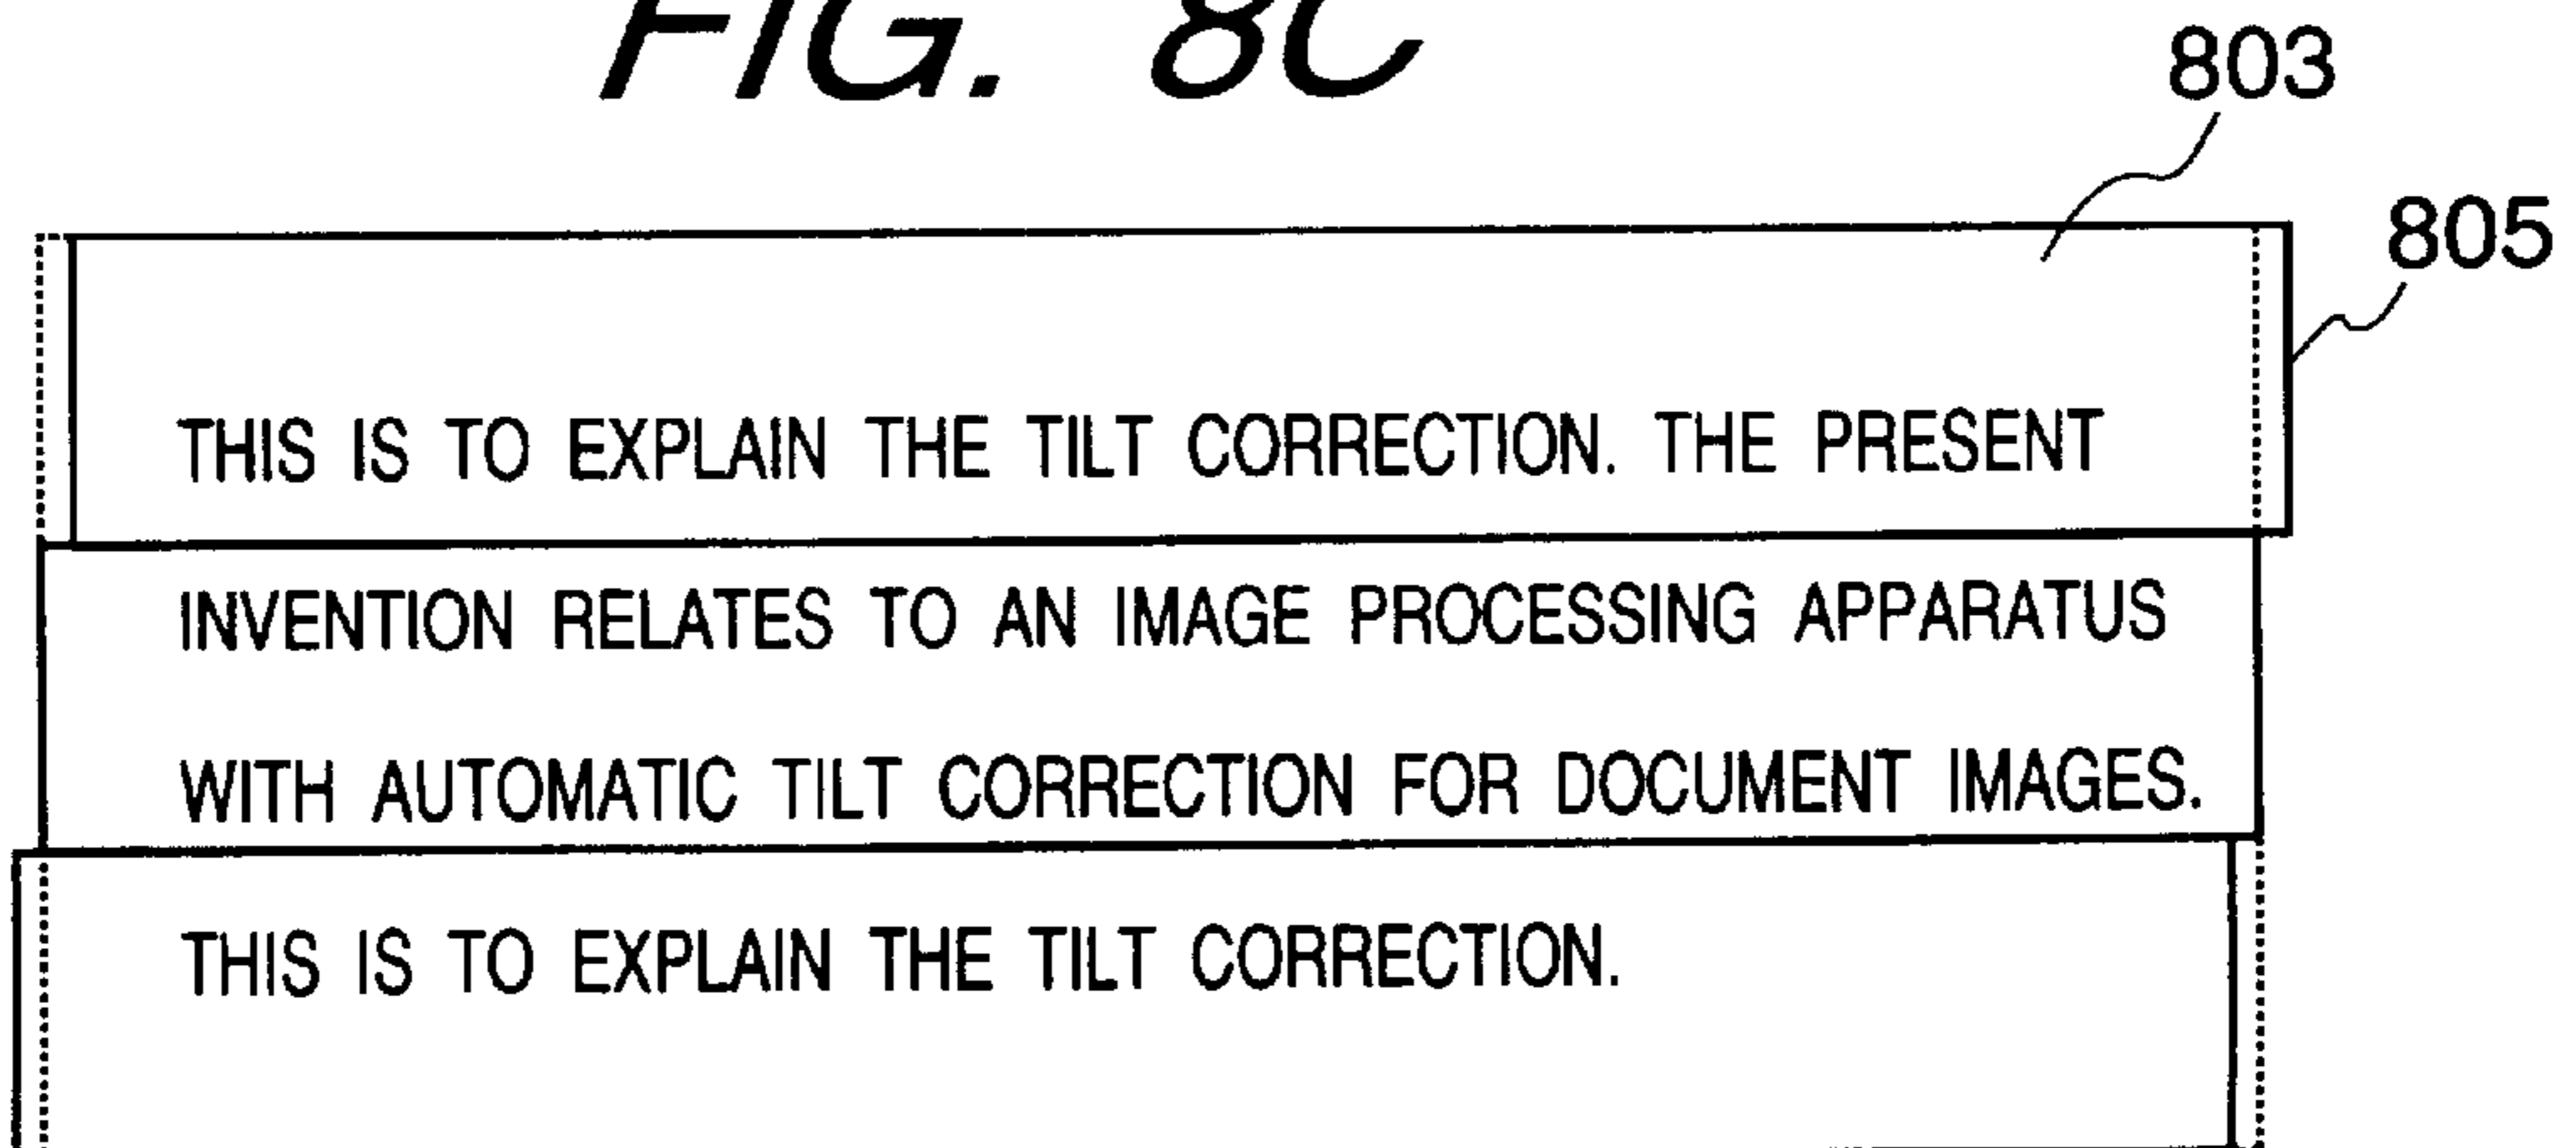 FIG. 8C
803
805
THIS IS TO EXPLAIN THE TILT CORRECTION. THE PRESENT
INVENTION RELATES TO AN IMAGE PROCESSING APPARATUS
WITH AUTOMATIC TILT CORRECTION FOR DOCUMENT IMAGES.
THIS IS TO EXPLAIN THE TILT CORRECTION.